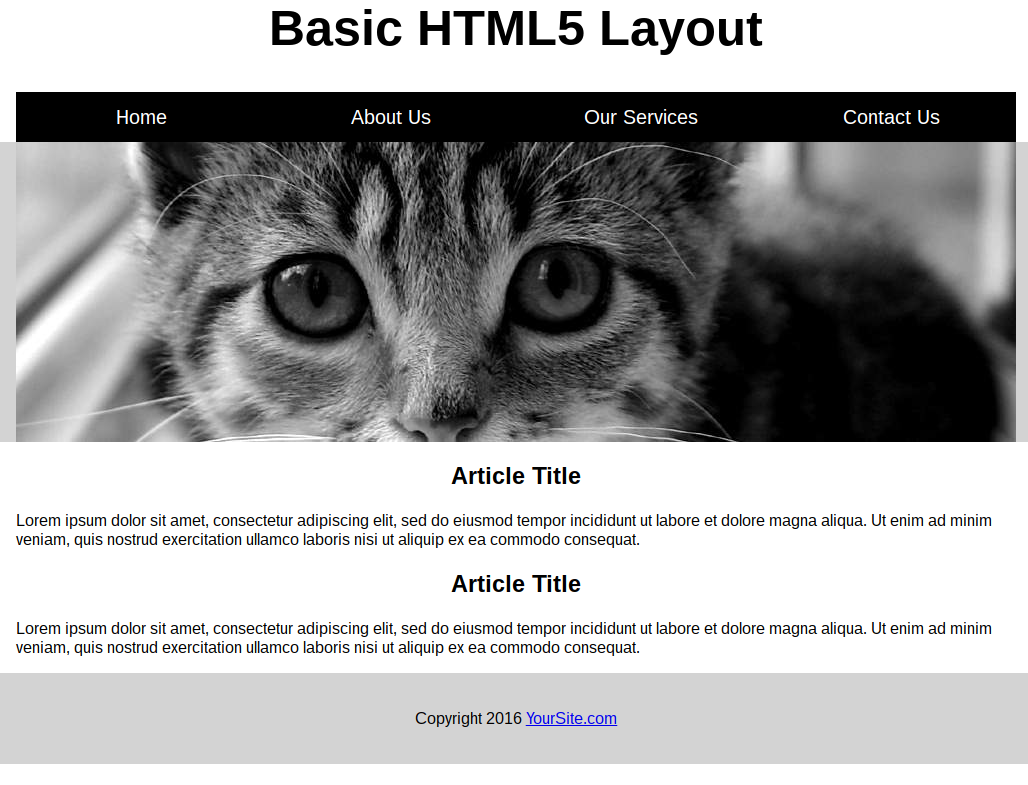 Basic HTML5 Layout
Home About Us Our Services Contact Us
Article Title
Lorem ipsum dolor sit amet, consectetur adipiscing elit, sed do eiusmod tempor incididunt ut labore et dolore magna aliqua. Ut enim ad minim
veniam, quis nostrud exercitation ullamco laboris nisi ut aliquip ex ea commodo consequat.
Article Title
Lorem ipsum dolor sit amet, consectetur adipiscing elit, sed do eiusmod tempor incididunt ut labore et dolore magna aliqua. Ut enim ad minim
veniam, quis nostrud exercitation ullamco laboris nisi ut aliquip ex ea commodo consequat.
Copyright 2016 YourSite.com